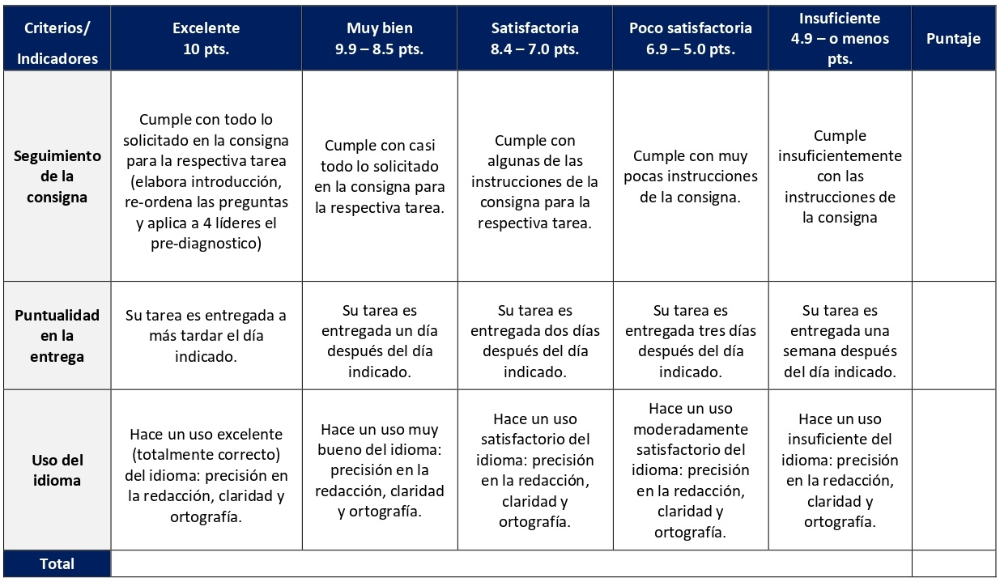 Criterios/
Indicadores
Excelente
10 pts.
Muy bien
9.9 – 8.5 pts.
Satisfactoria
8.4 – 7.0 pts.
Poco satisfactoria
6.9 – 5.0 pts.
Insuficiente
4.9 – o menos
pts.
Puntaje
Seguimiento
de la
consigna
Cumple con todo lo
solicitado en la consigna
para la respectiva tarea
(elabora introducción,
re-ordena las preguntas
y aplica a 4 líderes el
pre-diagnostico)
Cumple con casi
todo lo solicitado
en la consigna para
la respectiva tarea.
Cumple con
algunas de las
instrucciones de la
consigna para la
respectiva tarea.
Cumple con muy
pocas instrucciones
de la consigna.
Cumple
insuficientemente
con las
instrucciones de
la consigna
Puntualidad
en la
entrega
Su tarea es entregada a
más tardar el día
indicado.
Su tarea es
entregada un día
después del día
indicado.
Su tarea es
entregada dos días
después del día
indicado.
Su tarea es
entregada tres días
después del día
indicado.
Su tarea es
entregada una
semana después
del día indicado.
Uso del
idioma
Hace un uso excelente
(totalmente correcto)
del idioma: precisión en
la redacción, claridad y
ortografía.
Hace un uso muy
bueno del idioma:
precisión en la
redacción, claridad
y ortografía.
Hace un uso
satisfactorio del
idioma: precisión
en la redacción,
claridad y
ortografía.
Hace un uso
moderadamente
satisfactorio del
idioma: precisión
en la redacción,
claridad y
ortografía.
Hace un uso
insuficiente del
idioma: precisión
en la redacción,
claridad y
ortografía.
Total